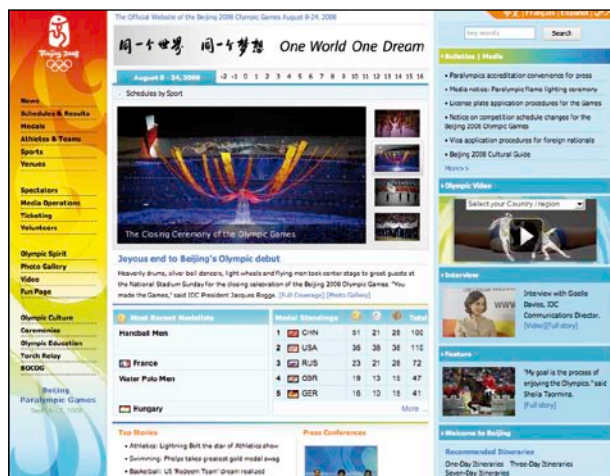 The Official Website of the Beijing 2008 Olympic Games August 8-24, 2008
中文 | Français | Español
Beijing 2008
同一个世界 同一个梦想 One World One Dream
key words
Search
August 8 - 24, 2008
-2 -1 0 1 2 3 4 5 6 7 8 9 10 11 12 13 14 15 16
Schedules by Sport
News
Schedules & Results
Medals
Athletes & Teams
Sports
Venues
Spectators
Media Operations
Ticketing
Volunteers
Olympic Spirit
Photo Gallery
Video
Fun Page
Olympic Culture
Ceremonies
Olympic Education
Torch Relay
BOCOG
Beijing
Paralympic Games
The Closing Ceremony of the Olympic Games
Joyous end to Beijing's Olympic debut
Heavenly drums, silver bell dancers, light wheels and flying men took center stage to greet guests at
the National Stadium Sunday for the closing celebration of the Beijing 2008 Olympic Games. "You
made the Games," said IOC President Jacques Rogge. [Full Coverage] [Photo Gallery]
Most Recent Medalists
Handball Men
France
Water Polo Men
Hungary
Medal Standings Total
1 CHN 51 21 28 100
2 USA 36 38 36 110
3 RUS 23 21 28 72
4 GBR 19 13 15 47
5 GER 16 10 15 41
More ...
Top Stories
• Athletics: Lightning Bolt the star of Athletics show
• Swimming: Phelps takes greatest gold medal sweep
• Basketball: US 'Redeem Team' dream realized
Press Conferences
Bulletins | Media
• Paralympics accreditation convenience for press
• Media notice: Paralympic flame lighting ceremony
• License plate application procedures for the Games
• Notice on competition schedule changes for the
Beijing 2008 Olympic Games
• Visa application procedures for foreign nationals
• Beijing 2008 Cultural Guide
More>>
Olympic Video
Select your Country / region
Interview
Interview with Giselle
Davies, IOC
Communications Director.
[Video][Full story]
Feature
"My goal is the process of
enjoying the Olympics." said
Sheila Taormina.
[Full story]
Welcome to Beijing
Recommended Itineraries
One-Day Itineraries Three-Day Itineraries
Seven-Day Itineraries